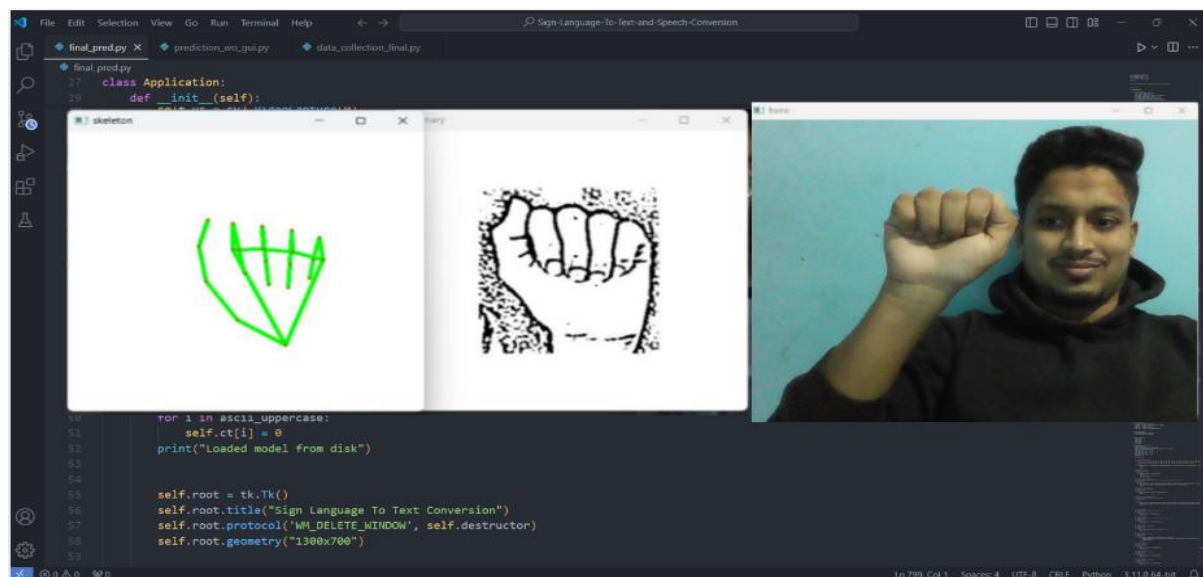 File Edit Selection View Go Run Terminal Help
Sign-Language-To-Text-and-Speech-Conversion
final_pred.py prediction_wo_gui.py data_collection_final.py
final_pred.py
27 class Application:
29 def __init__(self):
skeleton
nary
frame
50 for i in ascii_uppercase:
51 self.ct[i] = 0
52 print("Loaded model from disk")
53
54
55 self.root = tk.Tk()
56 self.root.title("Sign Language To Text Conversion")
57 self.root.protocol('WM_DELETE_WINDOW', self.destructor)
58 self.root.geometry("1300x700")
59
0 0 0 Ln 799, Col 1 Spaces: 4 UTF-8 CRLF Python 3.11.0 64-bit